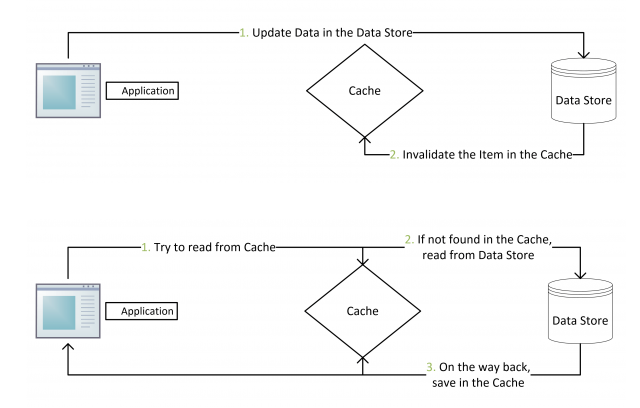 1. Update Data in the Data Store
Application
Cache
Data Store
2. Invalidate the Item in the Cache
1. Try to read from Cache
2. If not found in the Cache,
read from Data Store
Application
Cache
Data Store
3. On the way back,
save in the Cache